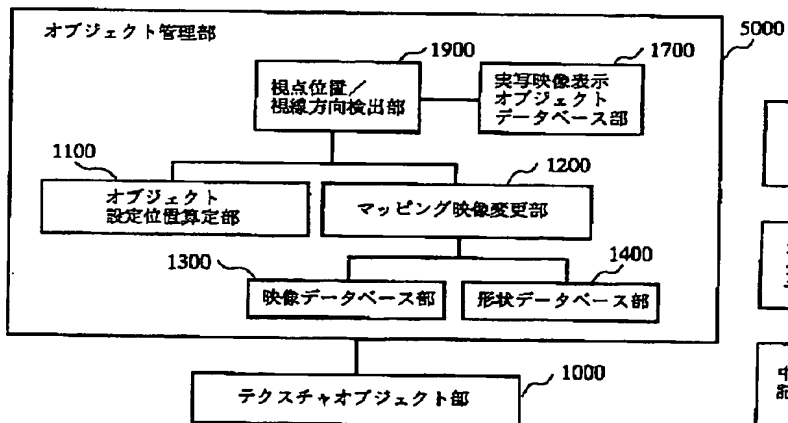 オブジェクト管理部
5000
1900
視点位置／
視線方向検出部
1700
実写映像表示
オブジェクト
データベース部
1100
オブジェクト
設定位置算定部
1200
マッピング映像変更部
1300
映像データベース部
1400
形状データベース部
1000
テクスチャオブジェクト部